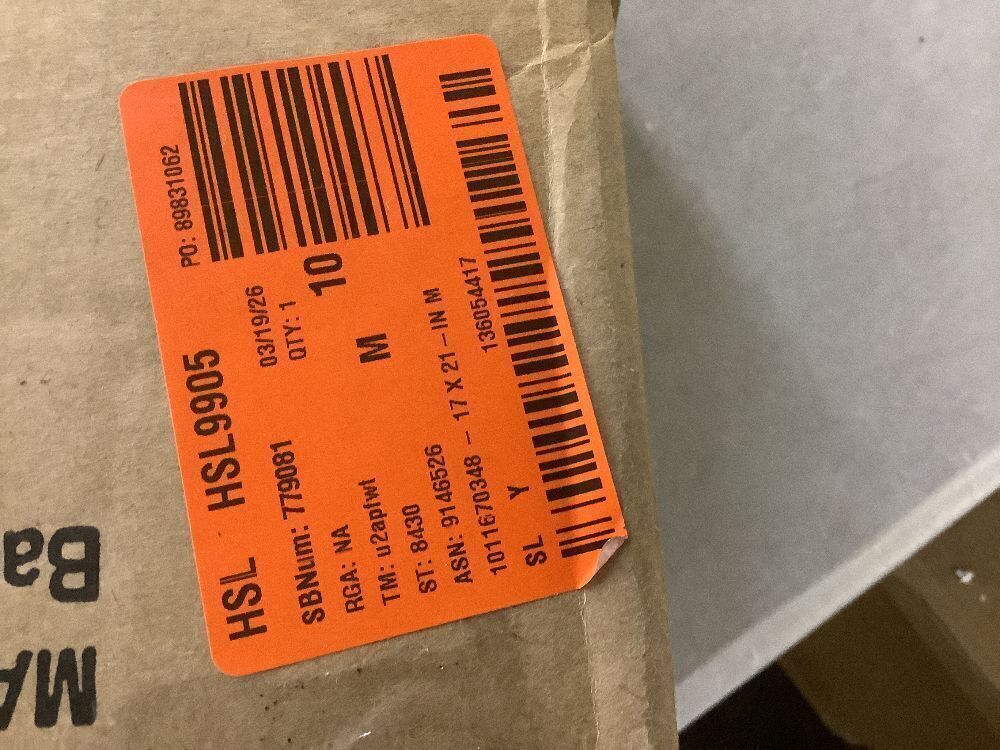 HSL HSL9905
PO: 89831062
SBNum: 779081
03/19/26
RGA: NA
QTY: 1
10
TM: u2apfwt
M
ST: 8430
ASN: 9146526
1011670348 – 17 X 21 – IN M
SL Y
136054417
MA
Ba